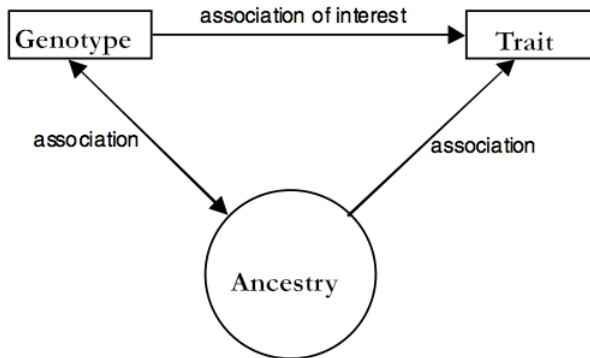 association of interest
Genotype
Trait
association
association
Ancestry